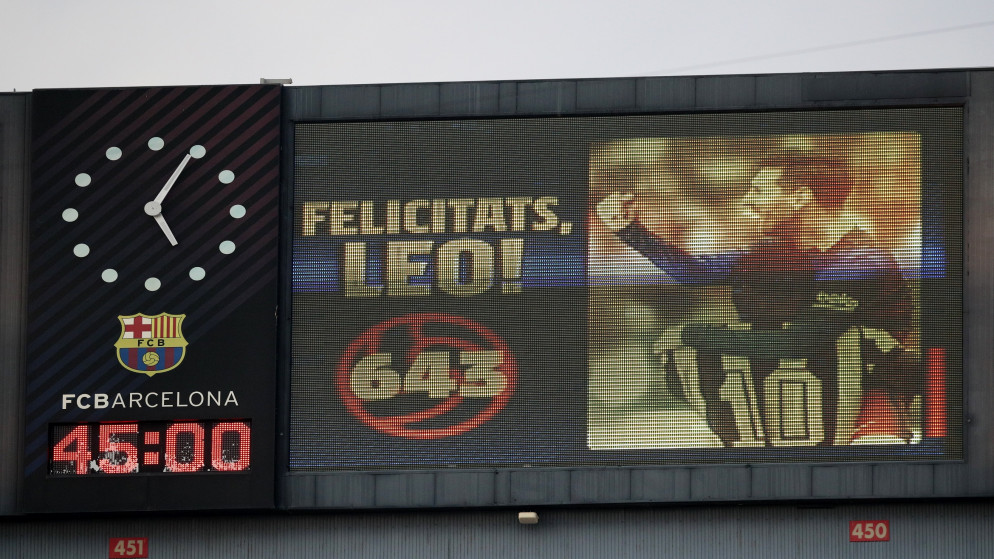 FCB
FCBARCELONA
45:00
FELICITATS,
LEO!
643
10
451
450